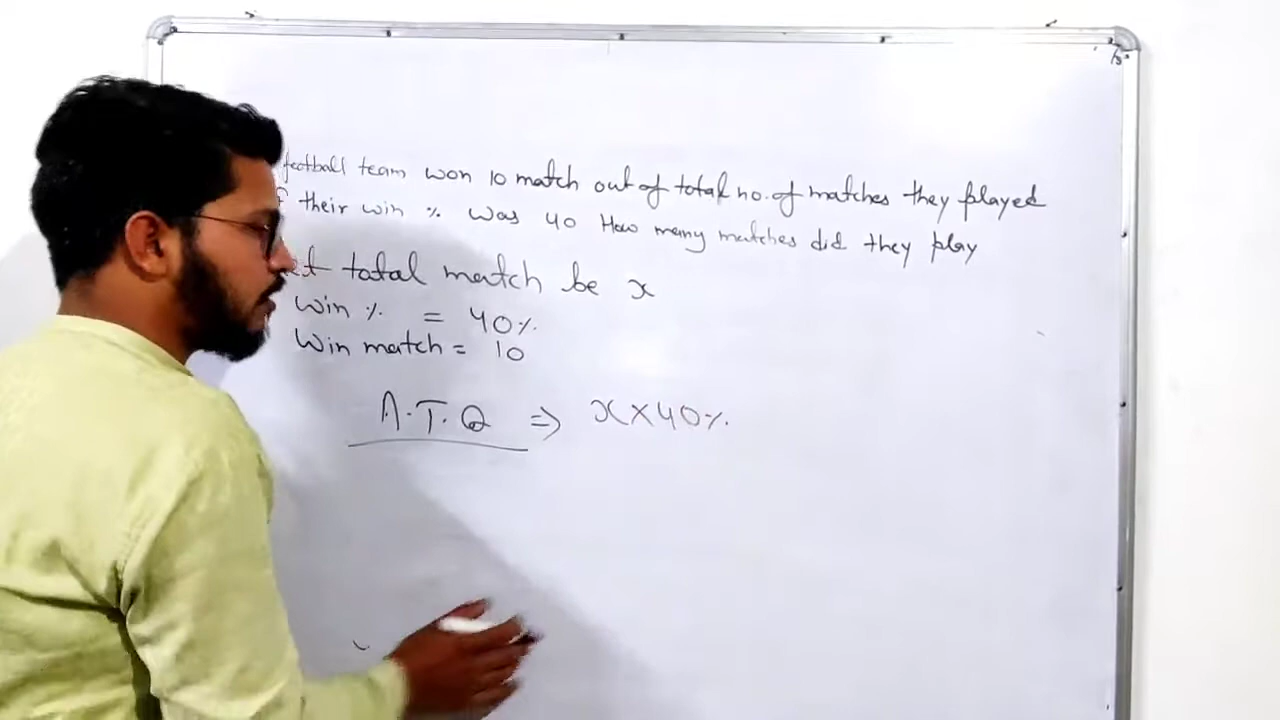 football team won 10 match out of total no. of matches they played
their win % was 40 How many matches did they play
total match be x
Win % = 40%.
Win match = 10
A.T.Q ⇒ x×40%.